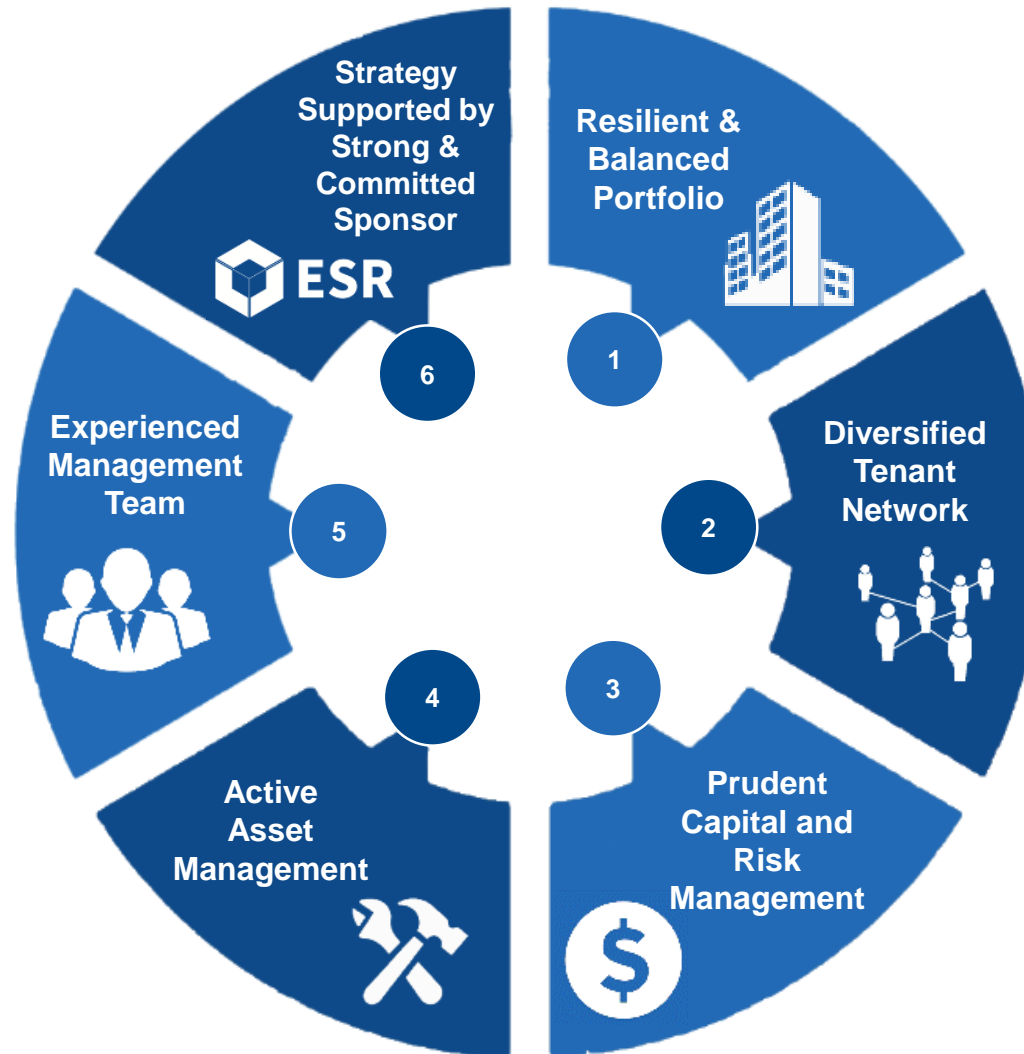 Resilient &
Balanced
Portfolio
1
Diversified
Tenant
Network
2
Prudent
Capital and
Risk
Management
3
$
Active
Asset
Management
4
Experienced
Management
Team
5
Strategy
Supported by
Strong &
Committed
Sponsor
ESR
6